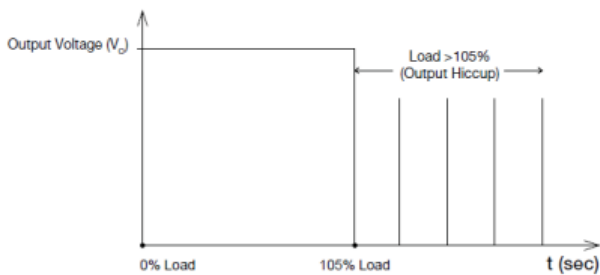 Output Voltage (Vo)
Load >105%
(Output Hiccup)
0% Load
105% Load
t (sec)